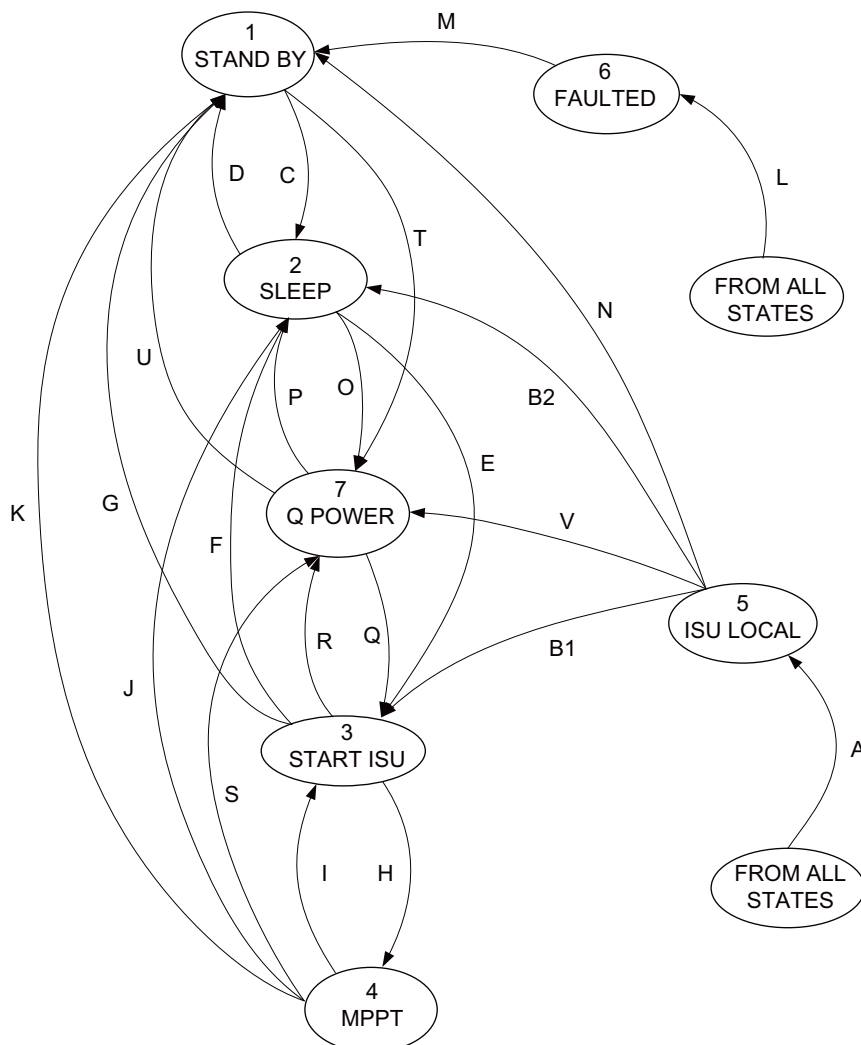 1
STAND BY
M
6
FAULTED
D
C
L
T
2
SLEEP
FROM ALL
STATES
N
U
P
O
B2
E
7
Q POWER
K
G
F
V
5
ISU LOCAL
R
Q
B1
J
3
START ISU
A
S
I
H
FROM ALL
STATES
4
MPPT